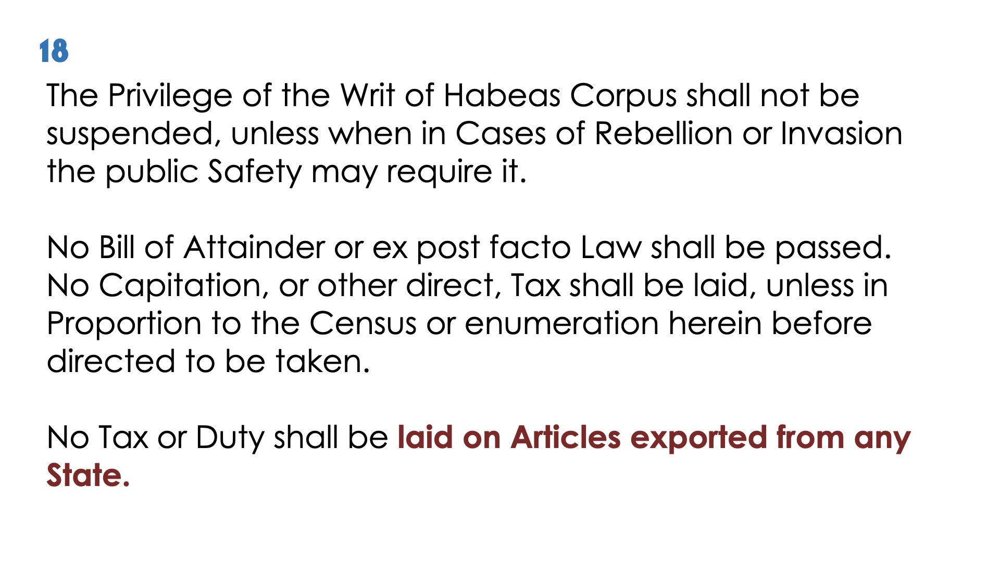 18
The Privilege of the Writ of Habeas Corpus shall not be
suspended, unless when in Cases of Rebellion or Invasion
the public Safety may require it.
No Bill of Attainder or ex post facto Law shall be passed.
No Capitation, or other direct, Tax shall be laid, unless in
Proportion to the Census or enumeration herein before
directed to be taken.
No Tax or Duty shall be laid on Articles exported from any
State.